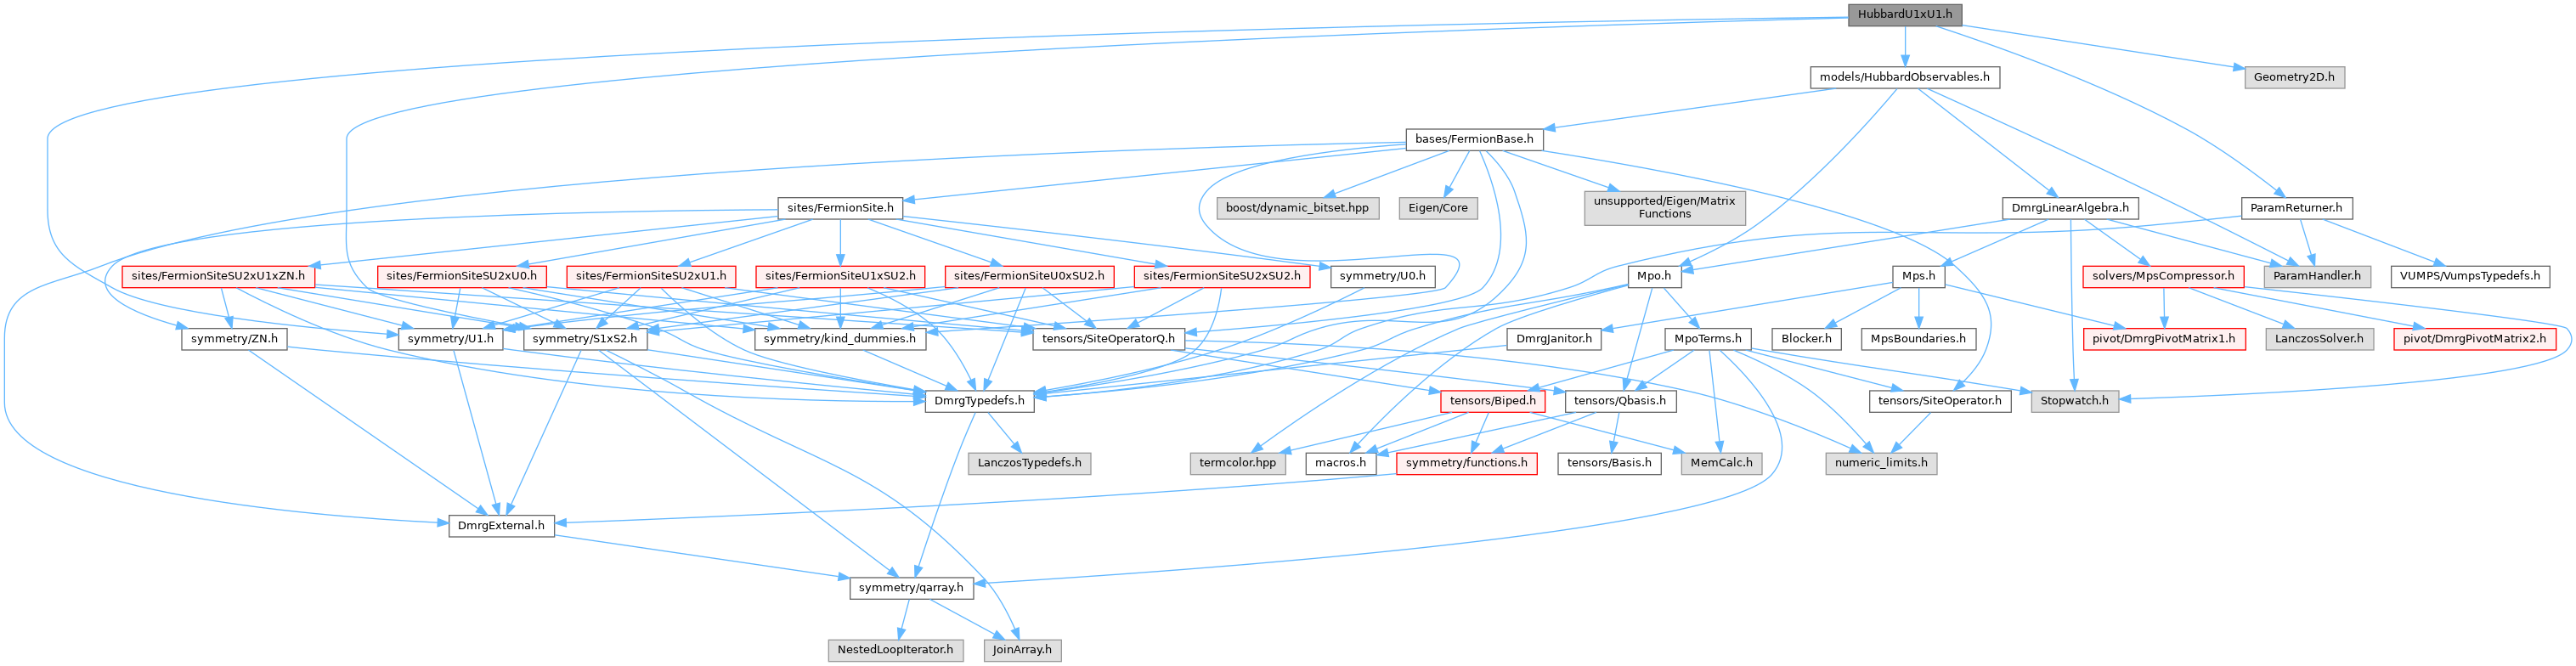 HubbardU1xU1.h
models/HubbardObservables.h
Geometry2D.h
bases/FermionBase.h
sites/FermionSite.h
boost/dynamic_bitset.hpp
Eigen/Core
unsupported/Eigen/Matrix
Functions
DmrgLinearAlgebra.h
ParamReturner.h
sites/FermionSiteSU2xU1xZN.h
sites/FermionSiteSU2xU0.h
sites/FermionSiteSU2xU1.h
sites/FermionSiteU1xSU2.h
sites/FermionSiteU0xSU2.h
sites/FermionSiteSU2xSU2.h
symmetry/U0.h
Mpo.h
Mps.h
solvers/MpsCompressor.h
ParamHandler.h
VUMPS/VumpsTypedefs.h
symmetry/ZN.h
symmetry/U1.h
symmetry/S1xS2.h
symmetry/kind_dummies.h
tensors/SiteOperatorQ.h
DmrgJanitor.h
MpoTerms.h
Blocker.h
MpsBoundaries.h
pivot/DmrgPivotMatrix1.h
LanczosSolver.h
pivot/DmrgPivotMatrix2.h
DmrgTypedefs.h
tensors/Biped.h
tensors/Qbasis.h
tensors/SiteOperator.h
Stopwatch.h
LanczosTypedefs.h
termcolor.hpp
macros.h
symmetry/functions.h
tensors/Basis.h
MemCalc.h
numeric_limits.h
DmrgExternal.h
symmetry/qarray.h
NestedLoopIterator.h
JoinArray.h